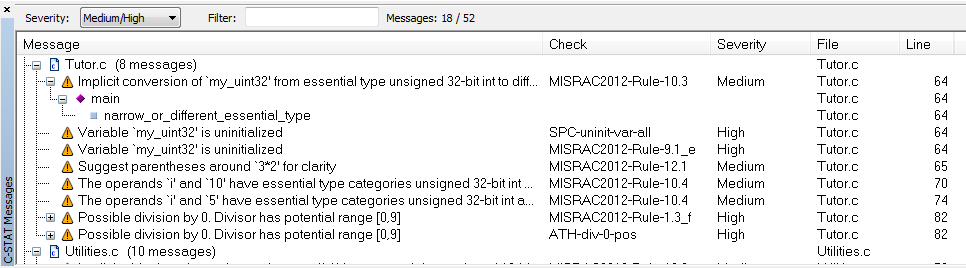 Severity: Medium/High Filter: Messages: 18 / 52
Message Check Severity File Line
Tutor.c (8 messages) Tutor.c
Implicit conversion of `my_uint32' from essential type unsigned 32-bit int to diff... MISRAC2012-Rule-10.3 Medium Tutor.c 64
main Tutor.c 64
narrow_or_different_essential_type Tutor.c 64
Variable `my_uint32' is uninitialized SPC-uninit-var-all High Tutor.c 64
Variable `my_uint32' is uninitialized MISRAC2012-Rule-9.1_e High Tutor.c 64
Suggest parentheses around `3*2' for clarity MISRAC2012-Rule-12.1 Medium Tutor.c 65
The operands `i' and `10' have essential type categories unsigned 32-bit int ... MISRAC2012-Rule-10.4 Medium Tutor.c 70
The operands `i' and `5' have essential type categories unsigned 32-bit int a... MISRAC2012-Rule-10.4 Medium Tutor.c 74
Possible division by 0. Divisor has potential range [0,9] MISRAC2012-Rule-1.3_f High Tutor.c 82
Possible division by 0. Divisor has potential range [0,9] ATH-div-0-pos High Tutor.c 82
Utilities.c (10 messages) Utilities.c
C-STAT Messages